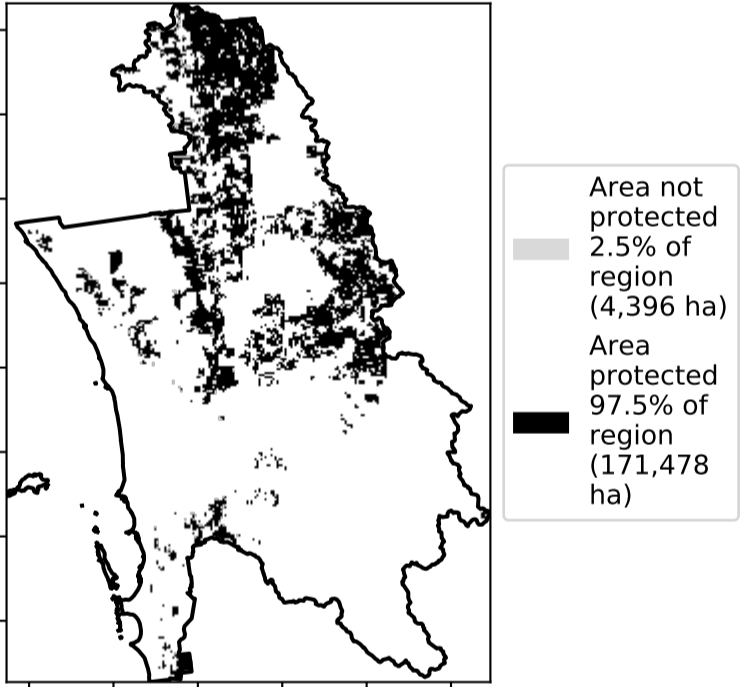 Area not
protected
2.5% of
region
(4,396 ha)
Area
protected
97.5% of
region
(171,478
ha)